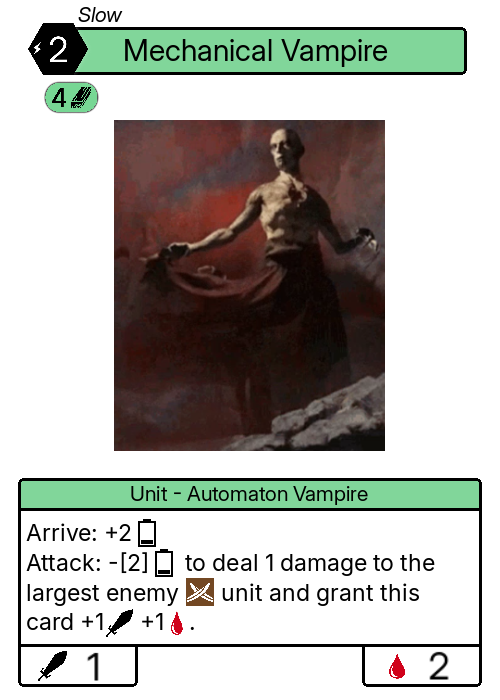 Slow
2
Mechanical Vampire
4
Unit - Automaton Vampire
Arrive: +2
Attack: -[2] to deal 1 damage to the
largest enemy unit and grant this
card +1 +1 .
1
2